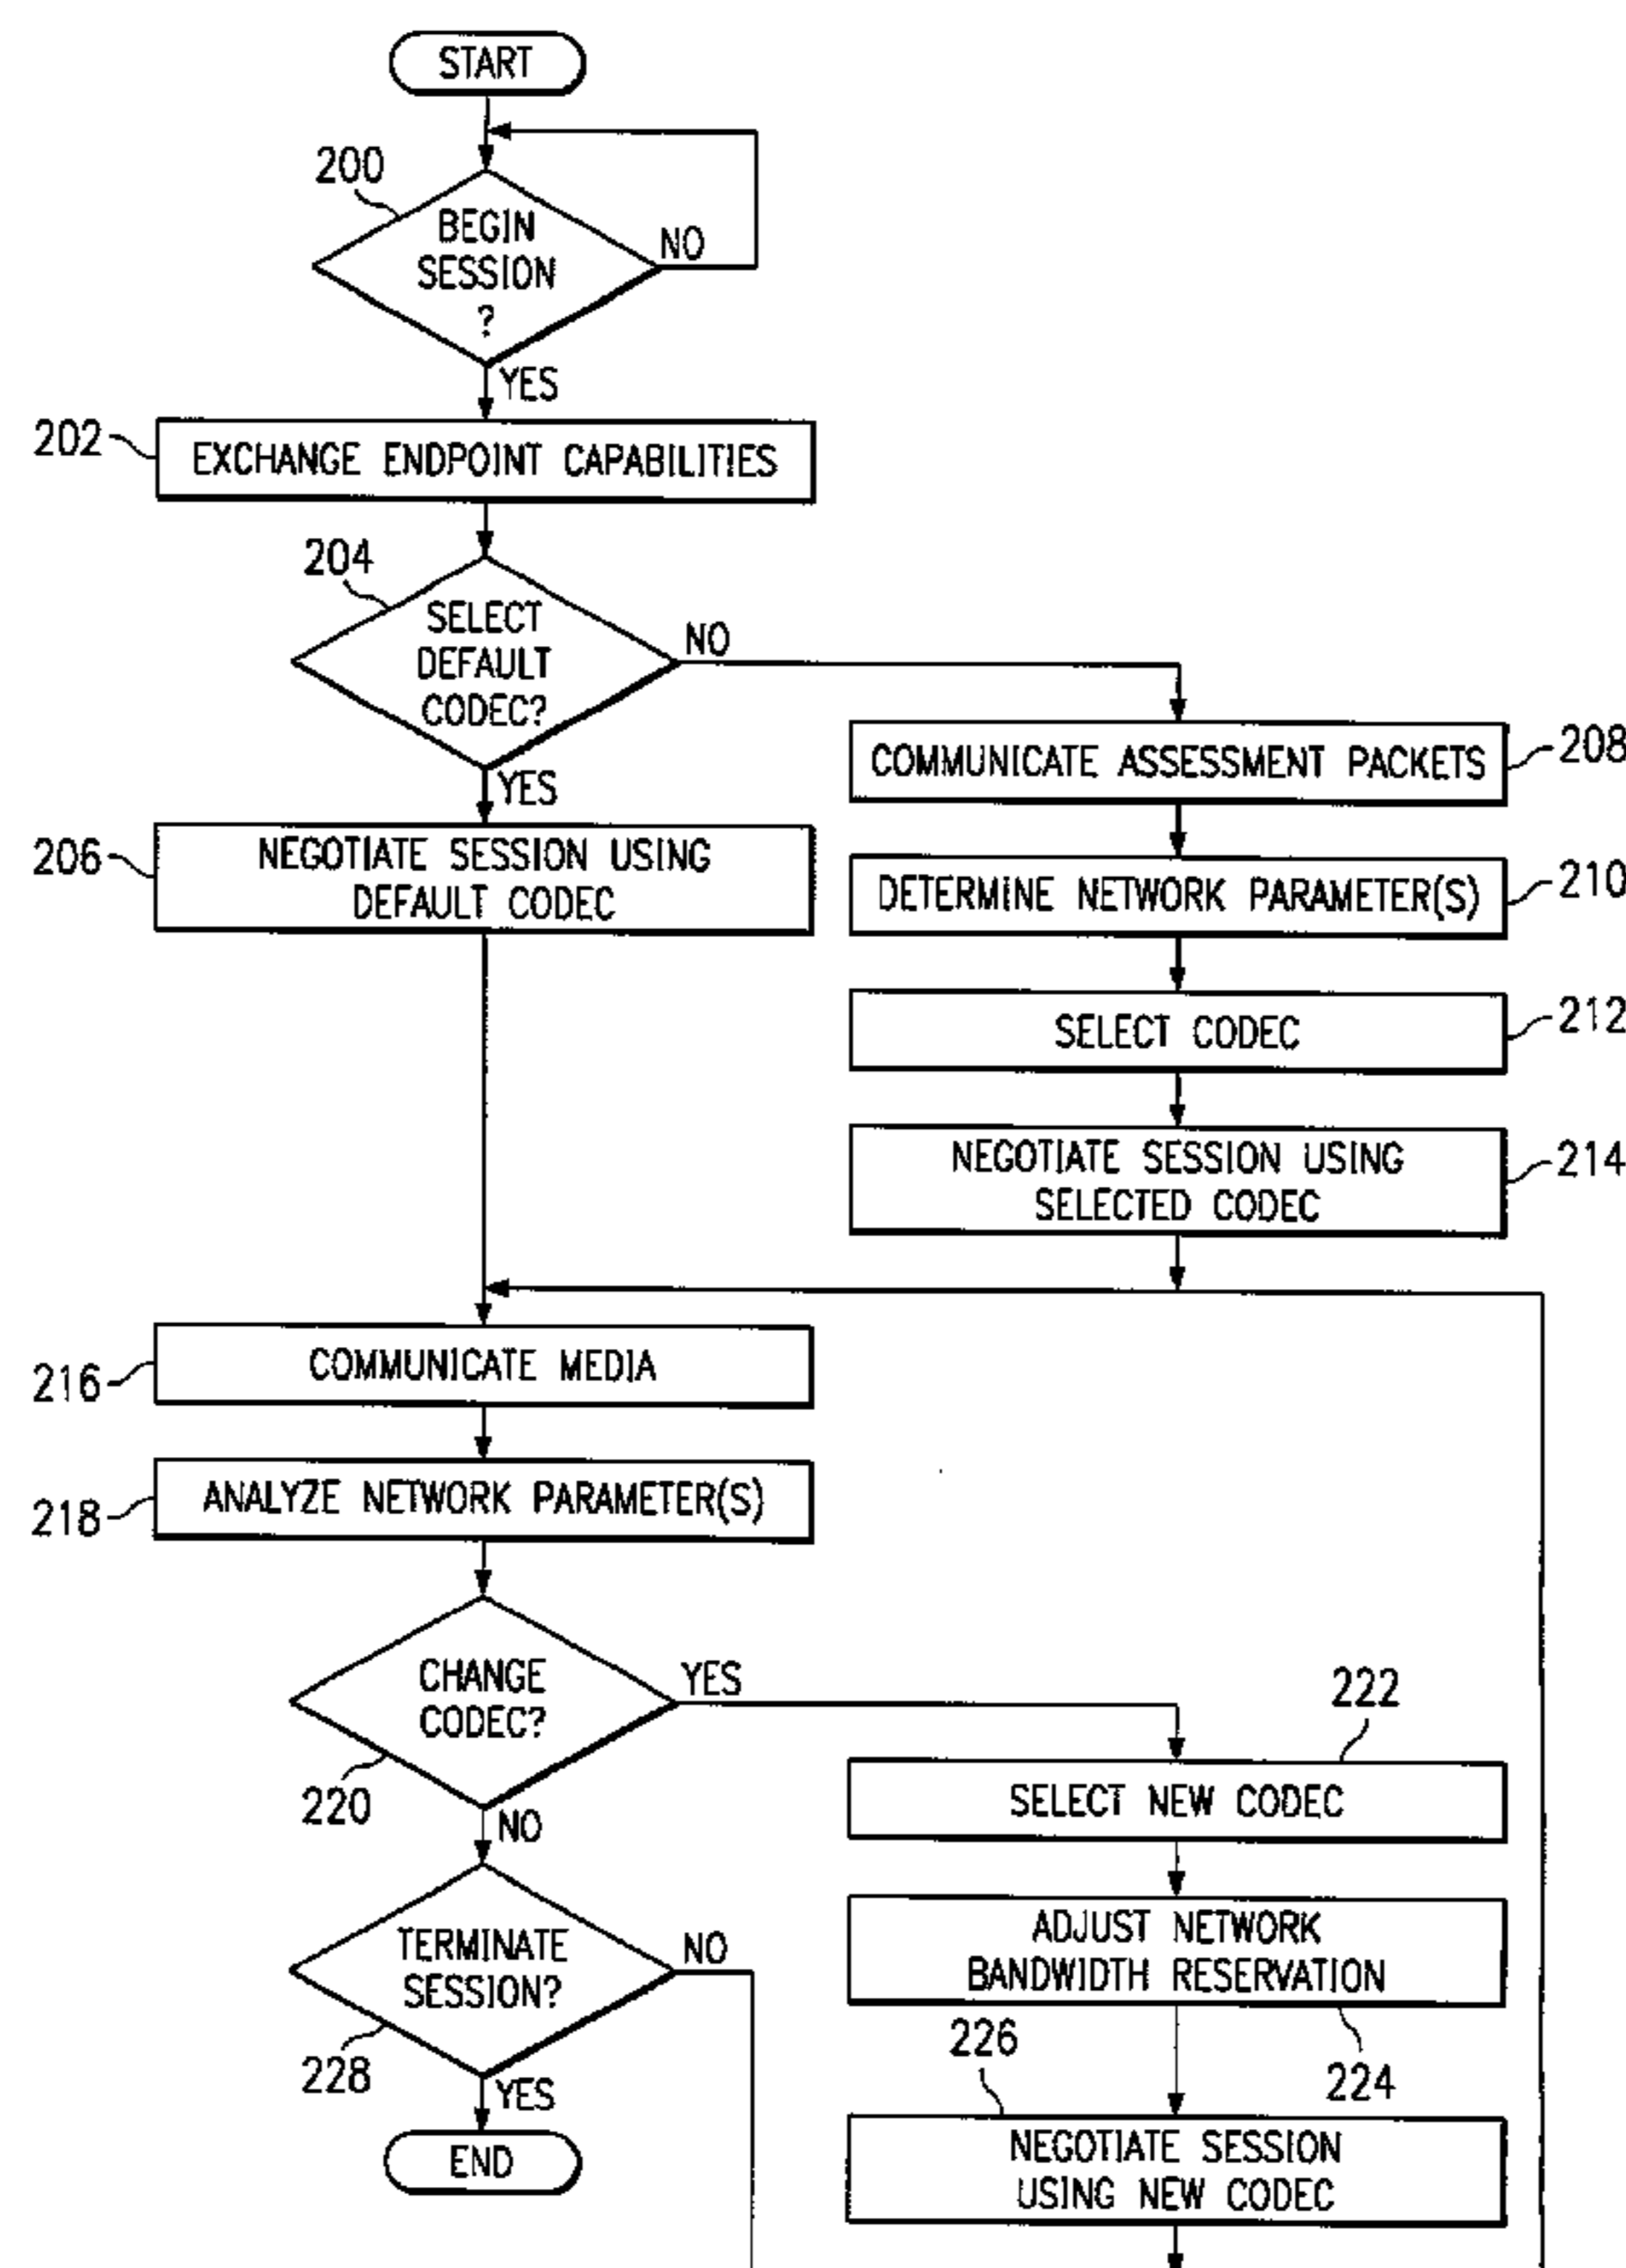 START
200
BEGIN
SESSION
?
NO
YES
202
EXCHANGE ENDPOINT CAPABILITIES
204
SELECT
DEFAULT
CODEC?
NO
YES
206
NEGOTIATE SESSION USING
DEFAULT CODEC
COMMUNICATE ASSESSMENT PACKETS
208
DETERMINE NETWORK PARAMETER(S)
210
SELECT CODEC
212
NEGOTIATE SESSION USING
SELECTED CODEC
214
216
COMMUNICATE MEDIA
218
ANALYZE NETWORK PARAMETER(S)
CHANGE
CODEC?
YES
220
NO
222
SELECT NEW CODEC
ADJUST NETWORK
BANDWIDTH RESERVATION
224
226
NEGOTIATE SESSION
USING NEW CODEC
TERMINATE
SESSION?
NO
228
YES
END